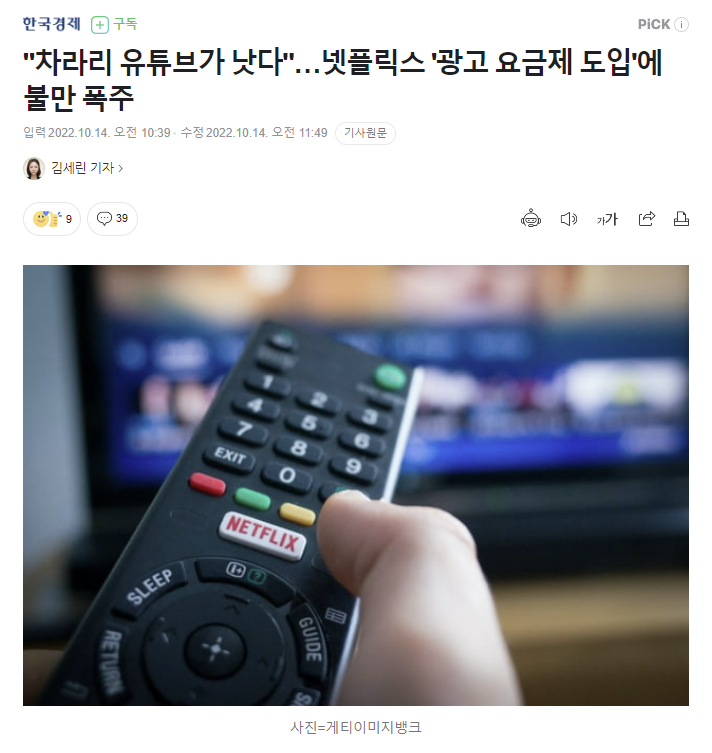 한국경제 구독 PiCK
"차라리 유튜브가 낫다"…넷플릭스 '광고 요금제 도입'에
불만 폭주
입력 2022.10.14. 오전 10:39 · 수정 2022.10.14. 오전 11:49 기사원문
김세린 기자
9 39 가가
1 2 3
4 5 6
7 8 9
EXIT 0
NETFLIX
SLEEP
GUIDE
RETURN
사진=게티이미지뱅크